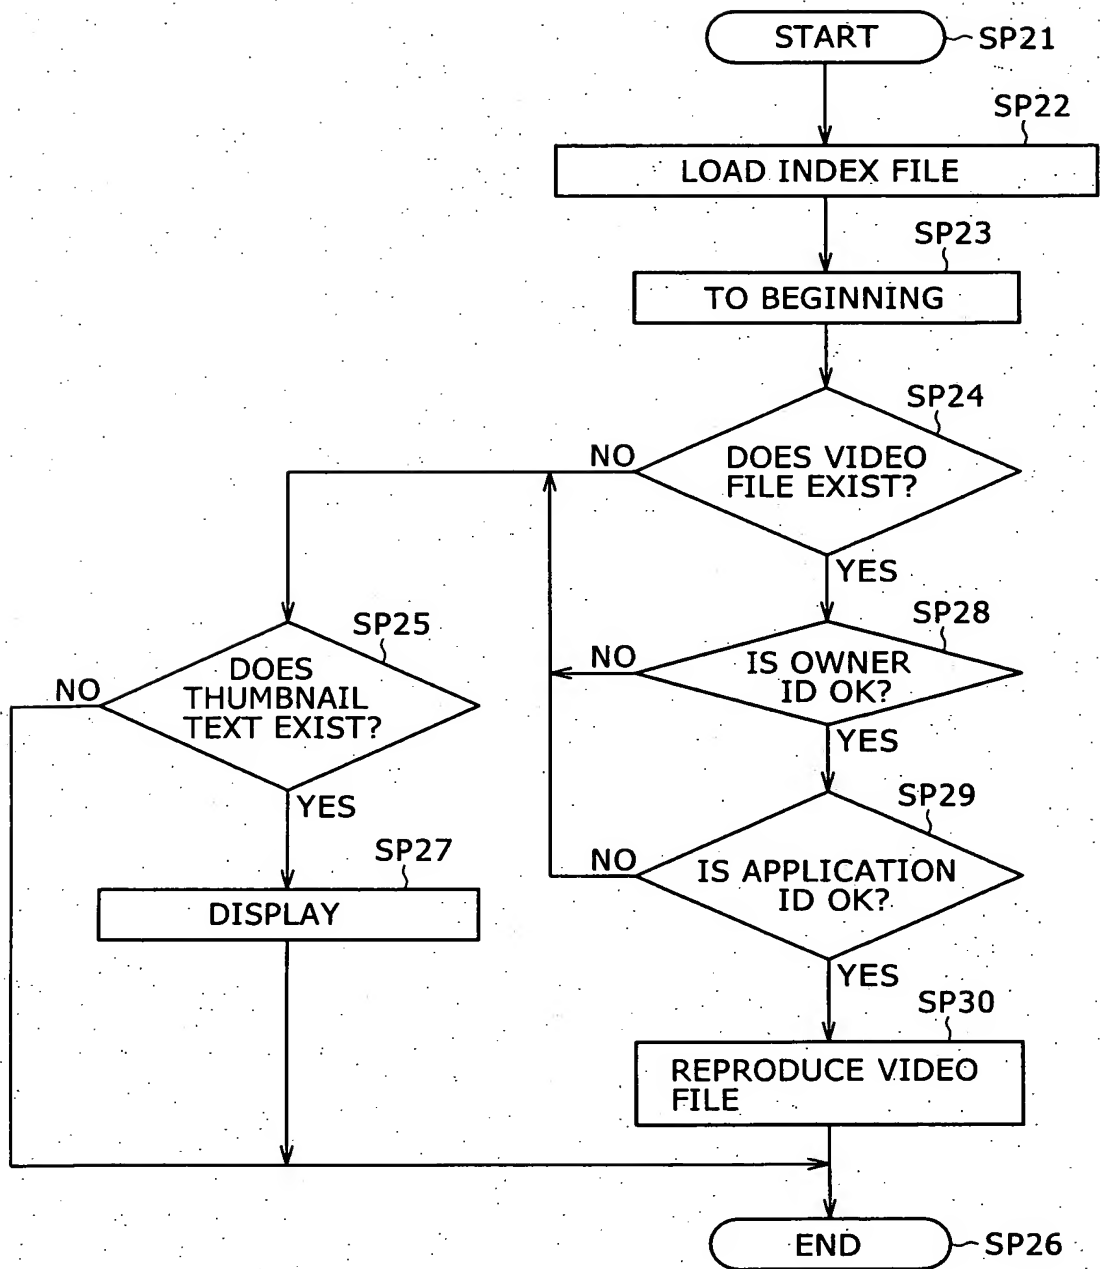 START
SP21
SP22
LOAD INDEX FILE
SP23
TO BEGINNING
SP24
DOES VIDEO
FILE EXIST?
NO
YES
SP25
DOES
THUMBNAIL
TEXT EXIST?
NO
YES
SP28
IS OWNER
ID OK?
NO
YES
SP27
DISPLAY
SP29
IS APPLICATION
ID OK?
NO
YES
SP30
REPRODUCE VIDEO
FILE
END
SP26